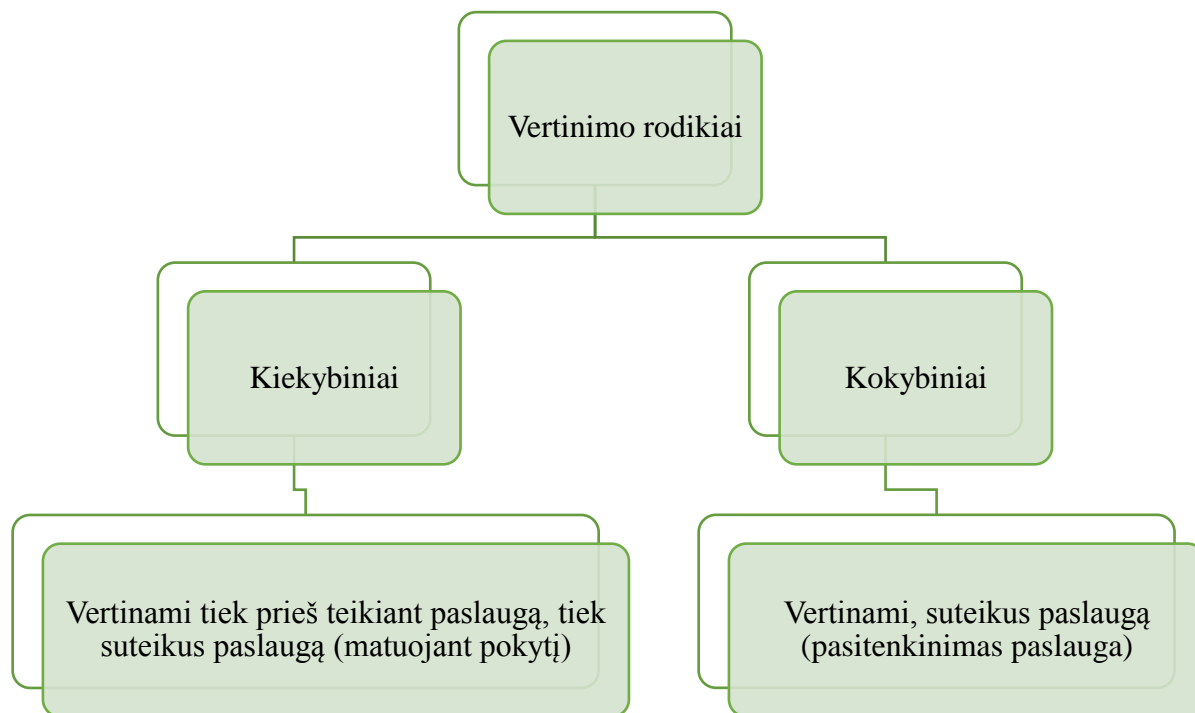 Vertinimo rodikiai
Kiekybiniai
Kokybiniai
Vertinami tiek prieš teikiant paslaugą, tiek
suteikus paslaugą (matuojant pokytį)
Vertinami, suteikus paslaugą
(pasitenkinimas paslauga)